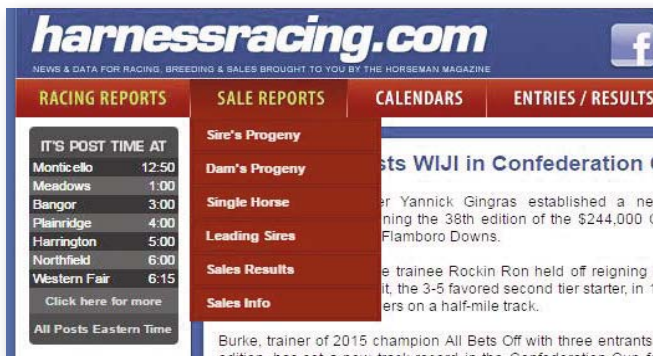 harnessracing.com
NEWS & DATA FOR RACING, BREEDING & SALES BROUGHT TO YOU BY THE HORSEMAN MAGAZINE
f
RACING REPORTS SALE REPORTS CALENDARS ENTRIES / RESULTS
IT'S POST TIME AT
Monticello 12:50
Meadows 1:00
Bangor 3:00
Plainridge 4:00
Harrington 5:00
Northfield 6:00
Western Fair 6:15
Click here for more
All Posts Eastern Time
Sire's Progeny
Dam's Progeny
Single Horse
Leading Sires
Sales Results
Sales Info
WIJI in Confederation
Yannick Gingras established a
the 38th edition of the $244,000
Flamboro Downs.
trainee Rockin Ron held off reigning
the 3-5 favored second tier starter, in
on a half-mile track.
Burke, trainer of 2015 champion All Bets Off with three entrants
has set a new track record in the Confederation Cup